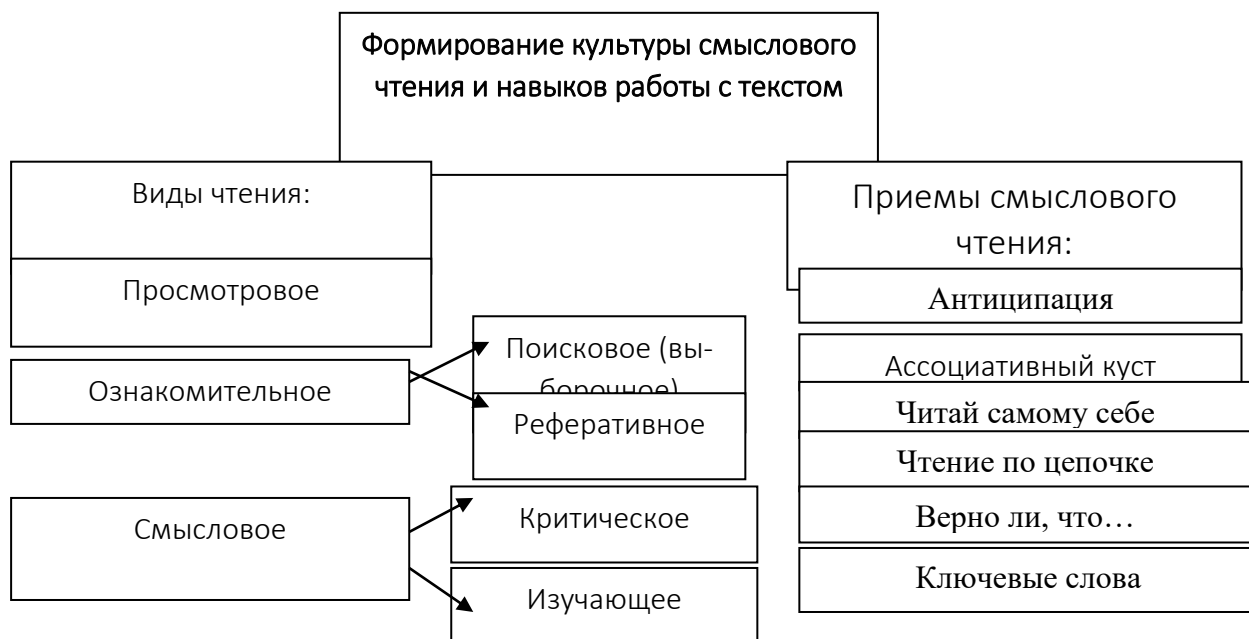 Формирование культуры смыслового
чтения и навыков работы с текстом
Виды чтения:
Просмотровое
Ознакомительное
Смысловое
Поисковое (вы-
борочное)
Реферативное
Критическое
Изучающее
Приемы смыслового
чтения:
Антиципация
Ассоциативный куст
Читай самому себе
Чтение по цепочке
Верно ли, что…
Ключевые слова